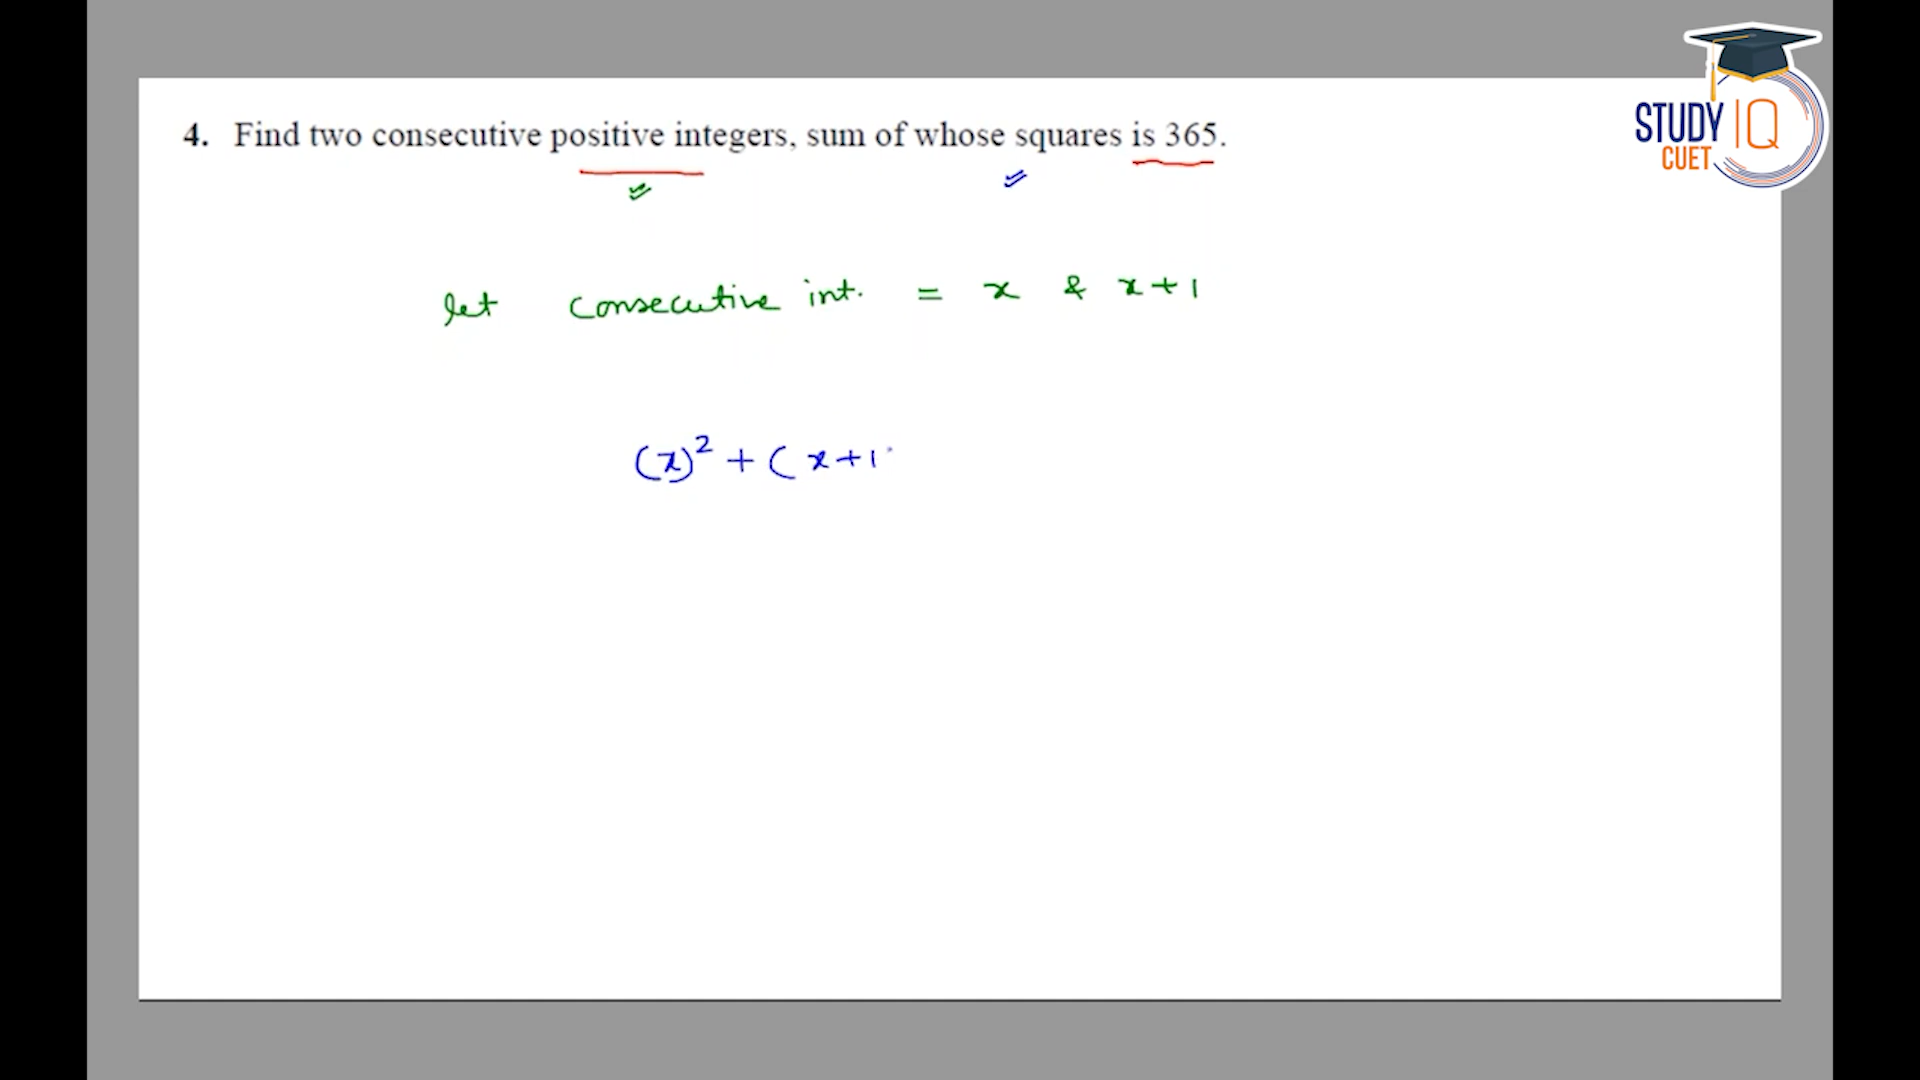 STUDY IQ
CUET
4. Find two consecutive positive integers, sum of whose squares is 365.
let consecutive int. = x & x+1
(x)² + ( x+1